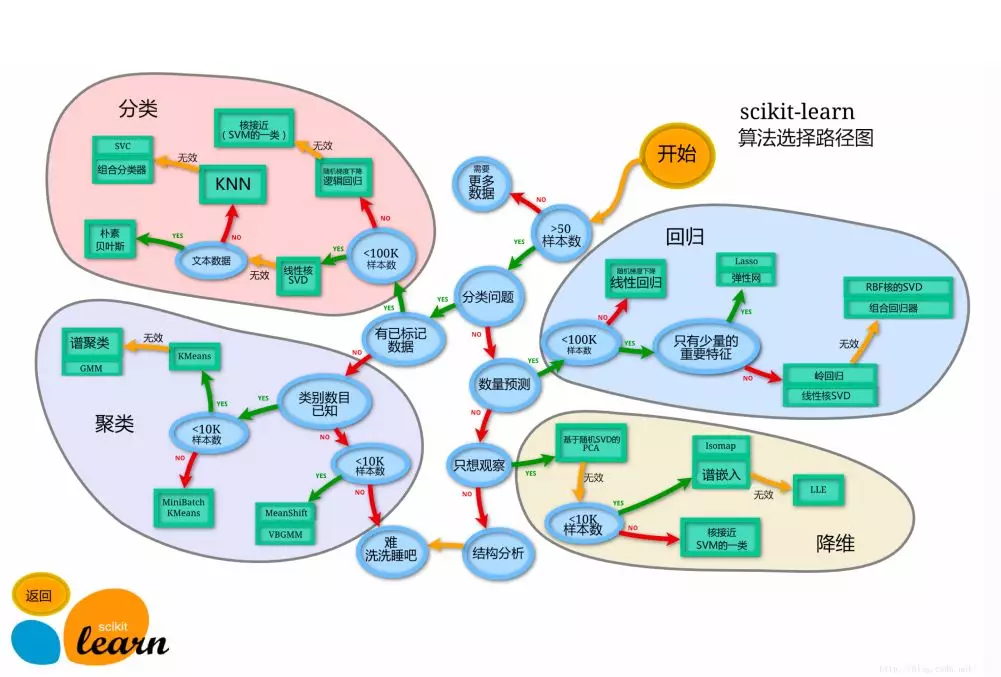 scikit-learn
算法选择路径图
开始
需要
更多
数据
NO
>50
样本数
YES
分类问题
YES
NO
有已标记
数据
YES
NO
分类
<100K
样本数
YES
NO
随机梯度下降
逻辑回归
无效
核接近
(SVM的一类)
线性核
SVD
无效
文本数据
YES
NO
朴素
贝叶斯
KNN
无效
SVC
组合分类器
回归
数量预测
YES
NO
<100K
样本数
NO
YES
随机梯度下降
线性回归
只有少量的
重要特征
YES
NO
Lasso
弹性网
岭回归
线性核SVD
无效
RBF核的SVD
组合回归器
聚类
类别数目
已知
YES
NO
<10K
样本数
YES
NO
KMeans
无效
谱聚类
GMM
MiniBatch
KMeans
<10K
样本数
YES
NO
MeanShift
VBGMM
难
洗洗睡吧
只想观察
YES
NO
结构分析
降维
基于随机SVD的
PCA
无效
<10K
样本数
YES
NO
Isomap
谱嵌入
无效
LLE
核接近
SVM的一类
返回
scikit
learn